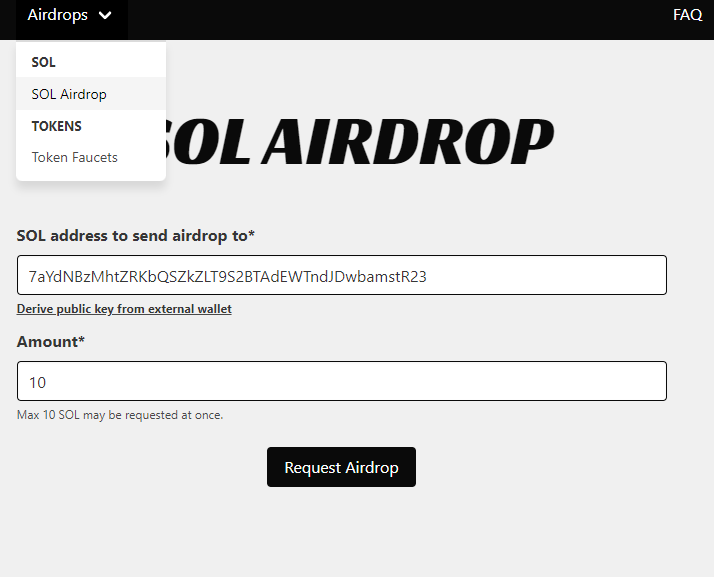 Airdrops
FAQ
SOL
SOL Airdrop
TOKENS
Token Faucets
SOL AIRDROP
SOL address to send airdrop to*
7aYdNBzMhtZRKbQSZkZLT9S2BTAdEWTndJDwbamstR23
Derive public key from external wallet
Amount*
10
Max 10 SOL may be requested at once.
Request Airdrop